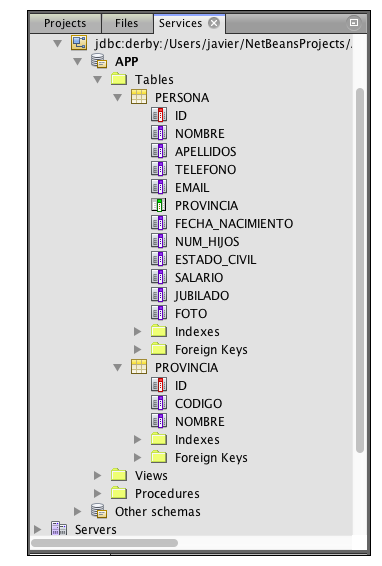 Projects Files Services
jdbc:derby:/Users/javier/NetBeansProjects/
APP
Tables
PERSONA
ID
NOMBRE
APELLIDOS
TELEFONO
EMAIL
PROVINCIA
FECHA_NACIMIENTO
NUM_HIJOS
ESTADO_CIVIL
SALARIO
JUBILADO
FOTO
Indexes
Foreign Keys
PROVINCIA
ID
CODIGO
NOMBRE
Indexes
Foreign Keys
Views
Procedures
Other schemas
Servers